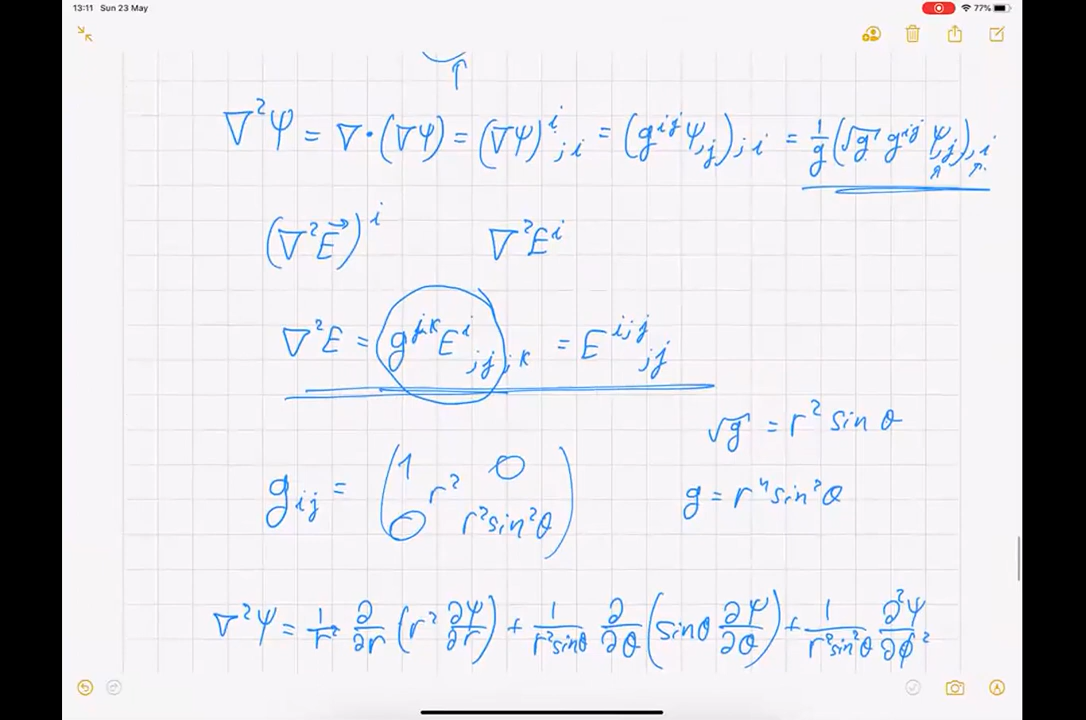 13:11 Sun 23 May 77%
∇²ψ = ∇·(∇ψ) = (∇ψ)^i_{;i} = (g^{ij} ψ_{,j})_{;i} = 1/g (√g g^{ij} ψ_{,j})_{,i}
(∇²E⃗)^i ∇²E^i
∇²E = g^{jk} E^i_{;j;k} = E^{i;j}_{;j}
√g = r² sin θ
g_{ij} = (1 0 r² 0 r²sin²θ) g = r⁴ sin²θ
∇²ψ = 1/r² ∂/∂r (r² ∂ψ/∂r) + 1/(r²sinθ) ∂/∂θ (sinθ ∂ψ/∂θ) + 1/(r²sin²θ) ∂²ψ/∂ϕ²